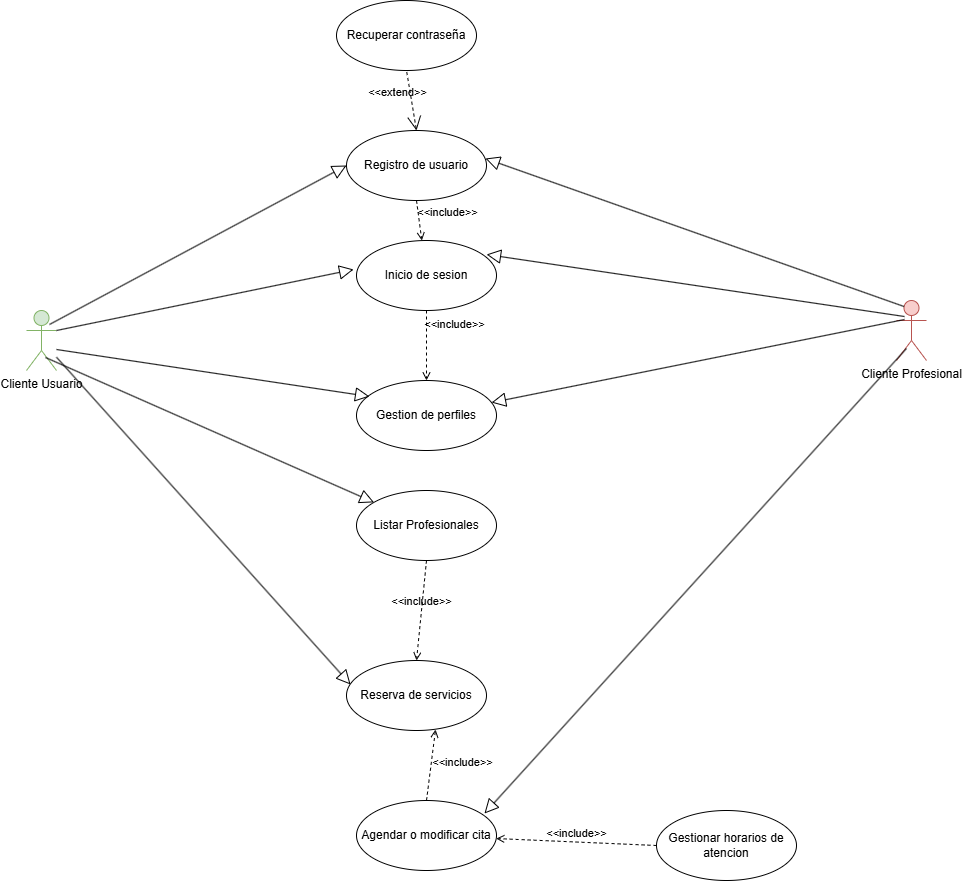 Recuperar contraseña
<<extend>>
Registro de usuario
<<include>>
Inicio de sesion
<<include>>
Cliente Usuario
Cliente Profesional
Gestion de perfiles
Listar Profesionales
<<include>>
Reserva de servicios
<<include>>
Agendar o modificar cita
<<include>>
Gestionar horarios de
atencion